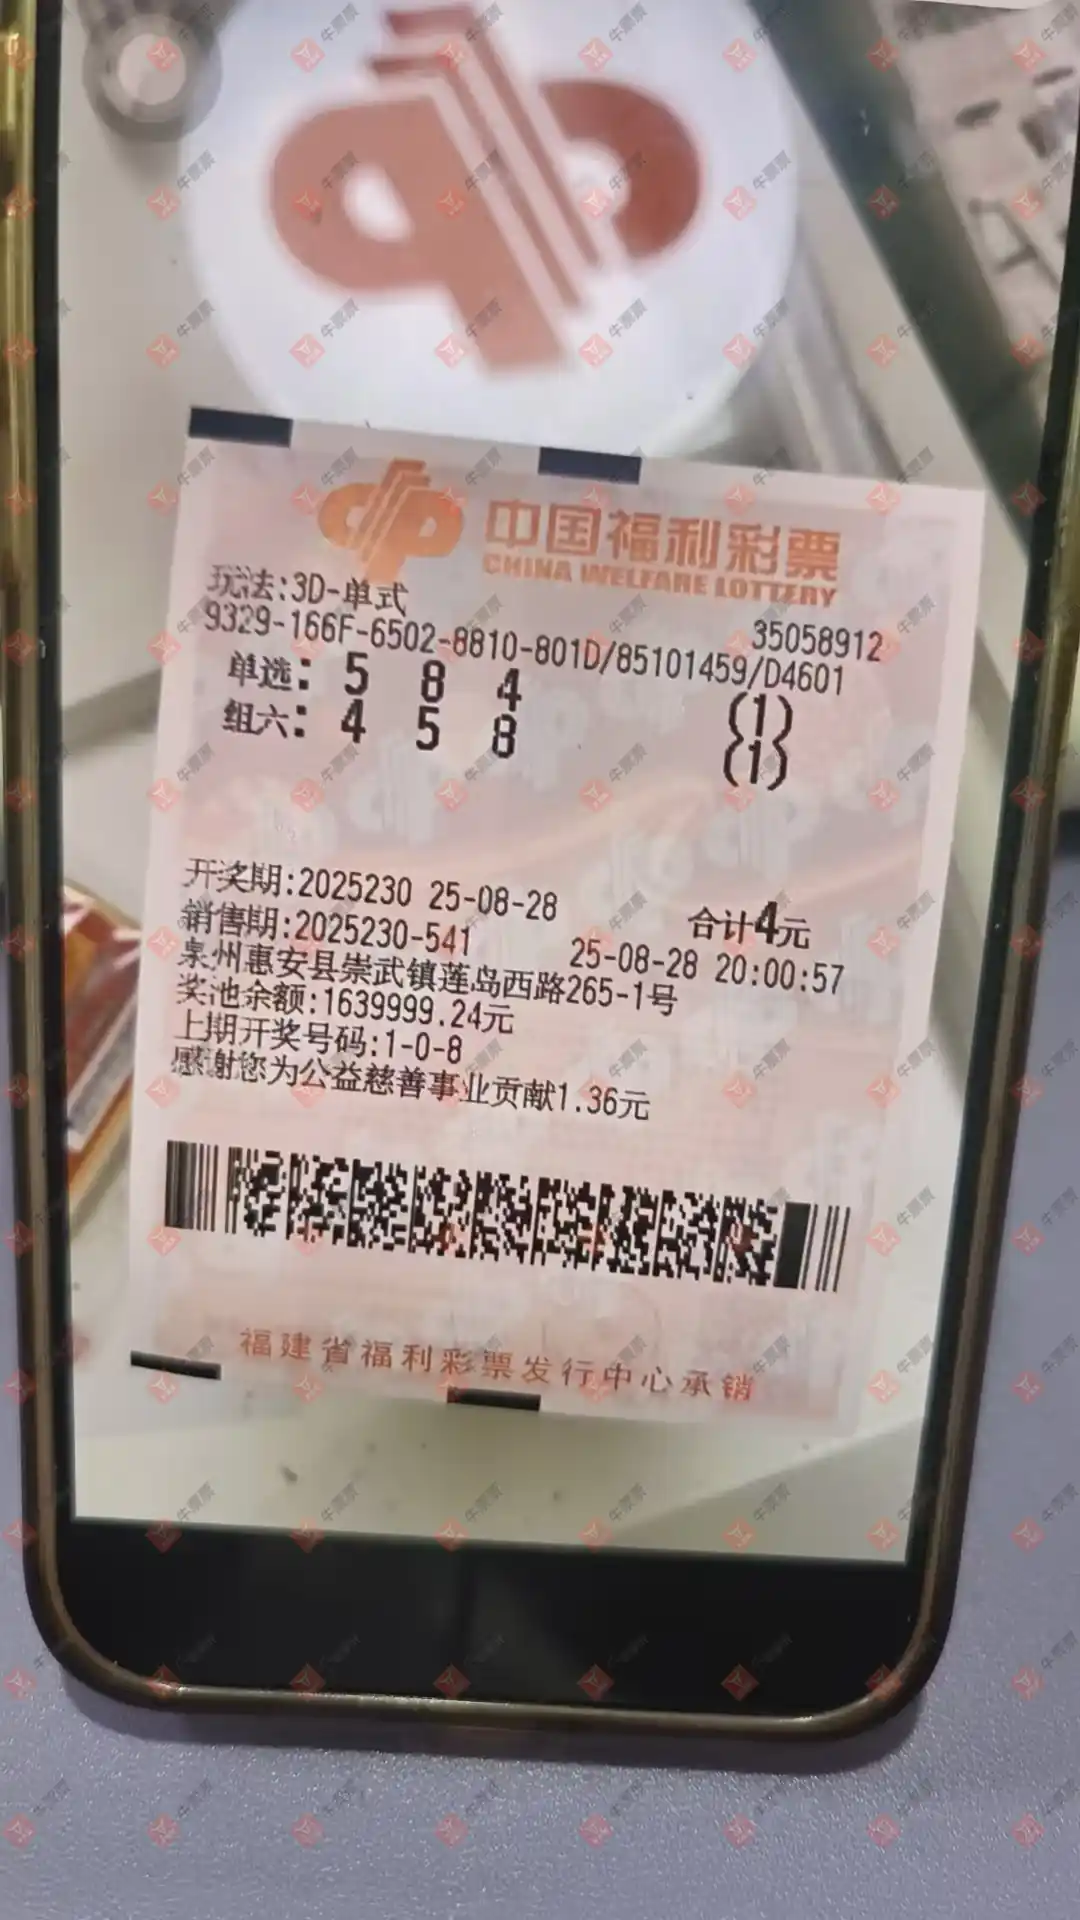 中国福利彩票
CHINA WELFARE LOTTERY
玩法:3D-单式
35058912
9329-166F-6502-8810-801D/85101459/D4601
单选: 5 8 4 (1)
组六: 4 5 8 (1)
开奖期:2025230 25-08-28 合计4元
销售期:2025230-541 25-08-28 20:00:57
泉州惠安县崇武镇莲岛西路265-1号
奖池余额:1639999.24元
上期开奖号码:1-0-8
感谢您为公益慈善事业贡献1.36元
福建省福利彩票发行中心承销
牛票票